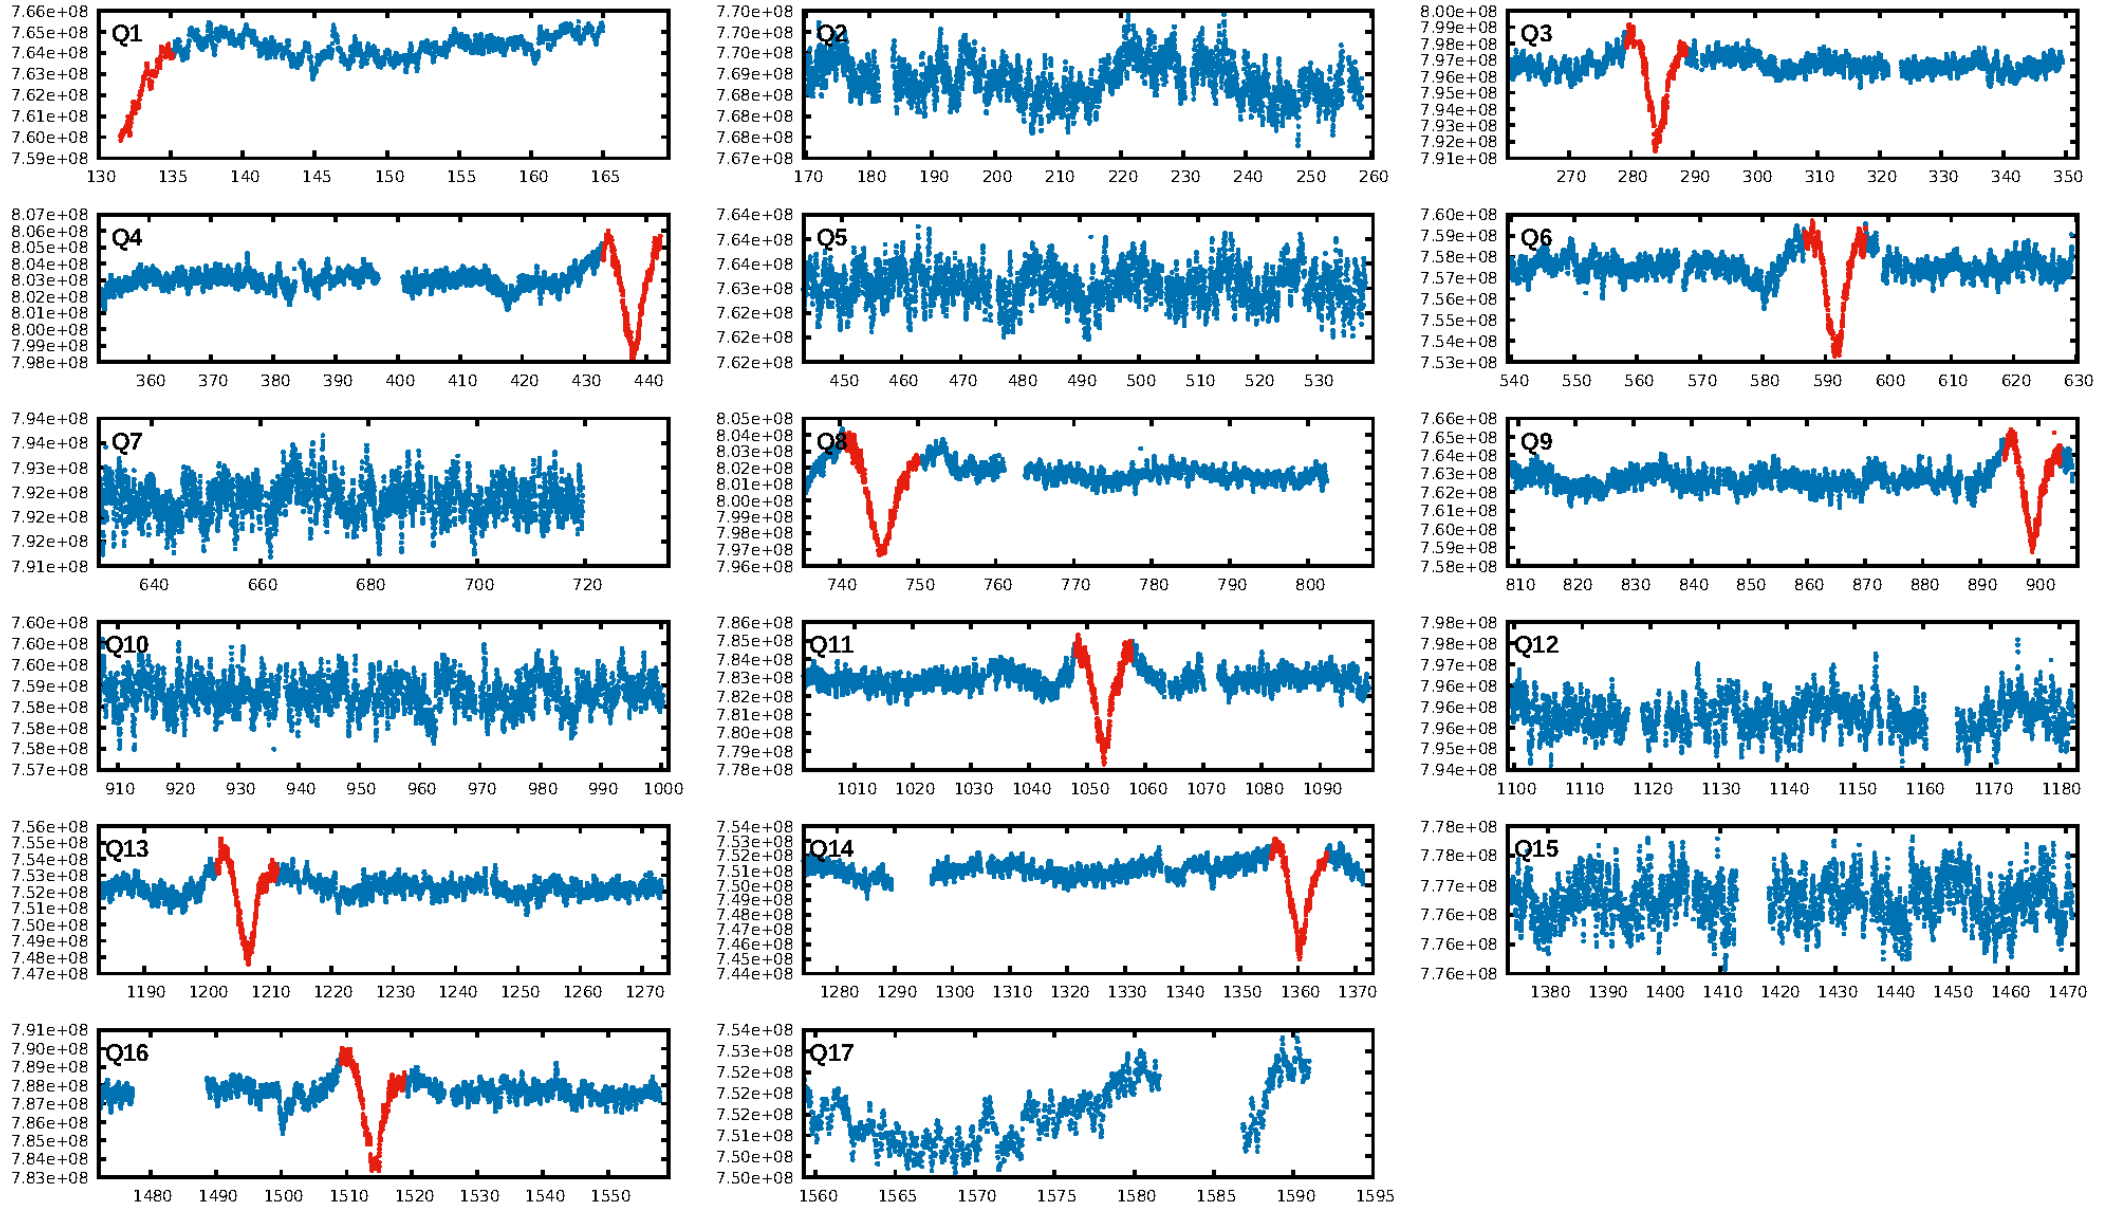 7.66e+08
7.65e+08
7.64e+08
7.63e+08
7.62e+08
7.61e+08
7.60e+08
7.59e+08
Q1
130 135 140 145 150 155 160 165
7.70e+08
7.70e+08
7.69e+08
7.68e+08
7.68e+08
7.67e+08
Q2
170 180 190 200 210 220 230 240 250 260
8.00e+08
7.99e+08
7.98e+08
7.97e+08
7.96e+08
7.95e+08
7.94e+08
7.93e+08
7.92e+08
7.91e+08
Q3
270 280 290 300 310 320 330 340 350
8.07e+08
8.06e+08
8.05e+08
8.04e+08
8.03e+08
8.02e+08
8.01e+08
8.00e+08
7.99e+08
7.98e+08
Q4
360 370 380 390 400 410 420 430 440
7.64e+08
7.64e+08
7.64e+08
7.63e+08
7.62e+08
7.62e+08
7.62e+08
Q5
450 460 470 480 490 500 510 520 530
7.60e+08
7.59e+08
7.58e+08
7.57e+08
7.56e+08
7.55e+08
7.54e+08
7.53e+08
Q6
540 550 560 570 580 590 600 610 620 630
7.94e+08
7.94e+08
7.93e+08
7.92e+08
7.92e+08
7.92e+08
7.91e+08
Q7
640 660 680 700 720
8.05e+08
8.04e+08
8.03e+08
8.02e+08
8.01e+08
8.00e+08
7.99e+08
7.98e+08
7.97e+08
7.96e+08
Q8
740 750 760 770 780 790 800
7.66e+08
7.65e+08
7.64e+08
7.63e+08
7.62e+08
7.61e+08
7.60e+08
7.59e+08
7.58e+08
Q9
810 820 830 840 850 860 870 880 890 900
7.60e+08
7.60e+08
7.60e+08
7.59e+08
7.58e+08
7.58e+08
7.57e+08
Q10
910 920 930 940 950 960 970 980 990 1000
7.86e+08
7.85e+08
7.84e+08
7.83e+08
7.82e+08
7.81e+08
7.80e+08
7.79e+08
7.78e+08
Q11
1010 1020 1030 1040 1050 1060 1070 1080 1090
7.98e+08
7.98e+08
7.97e+08
7.96e+08
7.96e+08
7.95e+08
7.94e+08
7.94e+08
Q12
1100 1110 1120 1130 1140 1150 1160 1170 1180
7.56e+08
7.55e+08
7.54e+08
7.53e+08
7.52e+08
7.51e+08
7.50e+08
7.49e+08
7.48e+08
7.47e+08
Q13
1190 1200 1210 1220 1230 1240 1250 1260 1270
7.54e+08
7.53e+08
7.52e+08
7.51e+08
7.50e+08
7.49e+08
7.48e+08
7.47e+08
7.46e+08
7.45e+08
7.44e+08
Q14
1280 1290 1300 1310 1320 1330 1340 1350 1360 1370
7.78e+08
7.78e+08
7.77e+08
7.76e+08
7.76e+08
7.76e+08
Q15
1380 1390 1400 1410 1420 1430 1440 1450 1460 1470
7.91e+08
7.90e+08
7.89e+08
7.88e+08
7.87e+08
7.86e+08
7.85e+08
7.84e+08
7.83e+08
Q16
1480 1490 1500 1510 1520 1530 1540 1550
7.54e+08
7.53e+08
7.52e+08
7.52e+08
7.51e+08
7.51e+08
7.50e+08
7.50e+08
Q17
1560 1565 1570 1575 1580 1585 1590 1595